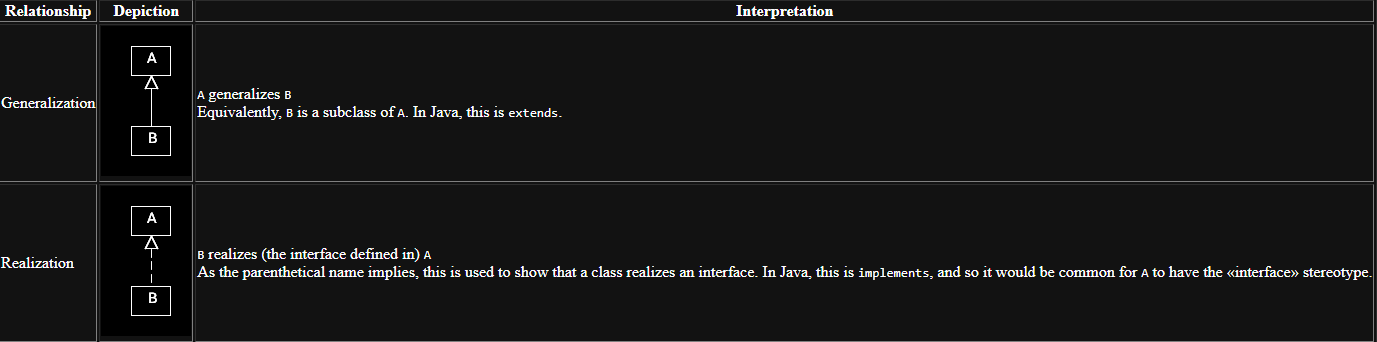 Relationship Depiction Interpretation
A
Generalization
A generalizes B
Equivalently, B is a subclass of A. In Java, this is extends.
B
A
Realization
B realizes (the interface defined in) A
As the parenthetical name implies, this is used to show that a class realizes an interface. In Java, this is implements, and so it would be common for A to have the «interface» stereotype.
B